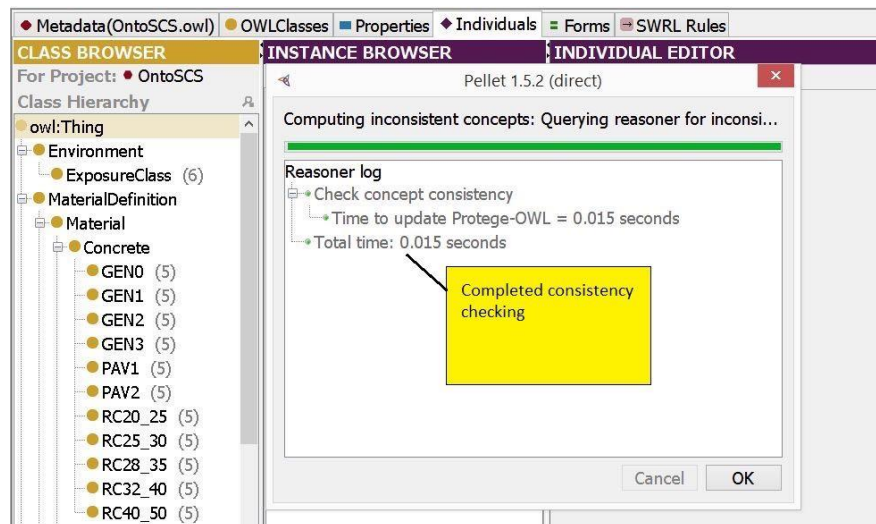 Metadata(OntoSCS.owl) OWLClasses Properties Individuals Forms SWRL Rules
CLASS BROWSER
For Project: OntoSCS
Class Hierarchy
owl:Thing
Environment
ExposureClass (6)
MaterialDefinition
Material
Concrete
GEN0 (5)
GEN1 (5)
GEN2 (5)
GEN3 (5)
PAV1 (5)
PAV2 (5)
RC20_25 (5)
RC25_30 (5)
RC28_35 (5)
RC32_40 (5)
RC40_50 (5)
INSTANCE BROWSER
INDIVIDUAL EDITOR
Pellet 1.5.2 (direct)
Computing inconsistent concepts: Querying reasoner for inconsi...
Reasoner log
Check concept consistency
Time to update Protege-OWL = 0.015 seconds
Total time: 0.015 seconds
Completed consistency
checking
Cancel OK